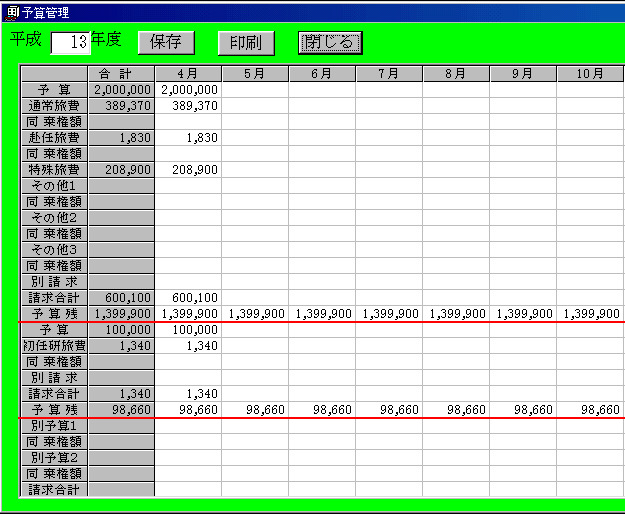 予算管理
平成 13 年度 保存 印刷 閉じる
合 計 4月 5月 6月 7月 8月 9月 10月
予 算 2,000,000 2,000,000
通常旅費 389,370 389,370
同 棄権額
赴任旅費 1,830 1,830
同 棄権額
特殊旅費 208,900 208,900
その他1
同 棄権額
その他2
同 棄権額
その他3
同 棄権額
別 請 求
請求合計 600,100 600,100
予 算 残 1,399,900 1,399,900 1,399,900 1,399,900 1,399,900 1,399,900 1,399,900 1,399,900
予 算 100,000 100,000
初任研旅費 1,340 1,340
同 棄権額
別 請 求
請求合計 1,340 1,340
予 算 残 98,660 98,660 98,660 98,660 98,660 98,660 98,660 98,660
別予算1
同 棄権額
別予算2
同 棄権額
請求合計